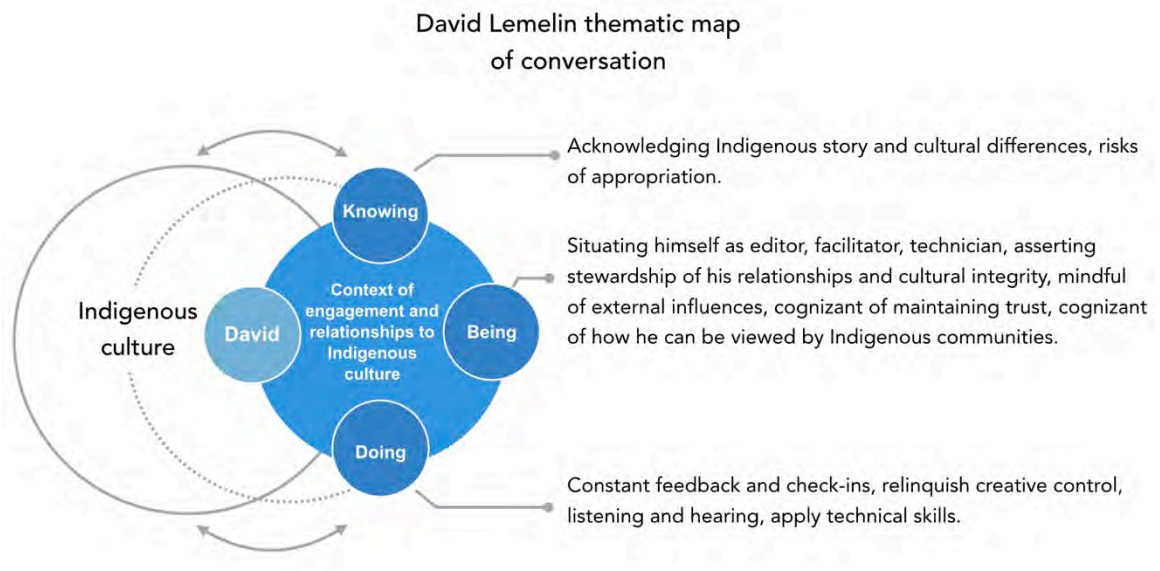 David Lemelin thematic map
of conversation
Acknowledging Indigenous story and cultural differences, risks
of appropriation.
Knowing
Situating himself as editor, facilitator, technician, asserting
stewardship of his relationships and cultural integrity, mindful
of external influences, cognizant of maintaining trust, cognizant
of how he can be viewed by Indigenous communities.
Indigenous
culture
David
Context of
engagement and
relationships to
Indigenous
culture
Being
Doing
Constant feedback and check-ins, relinquish creative control,
listening and hearing, apply technical skills.